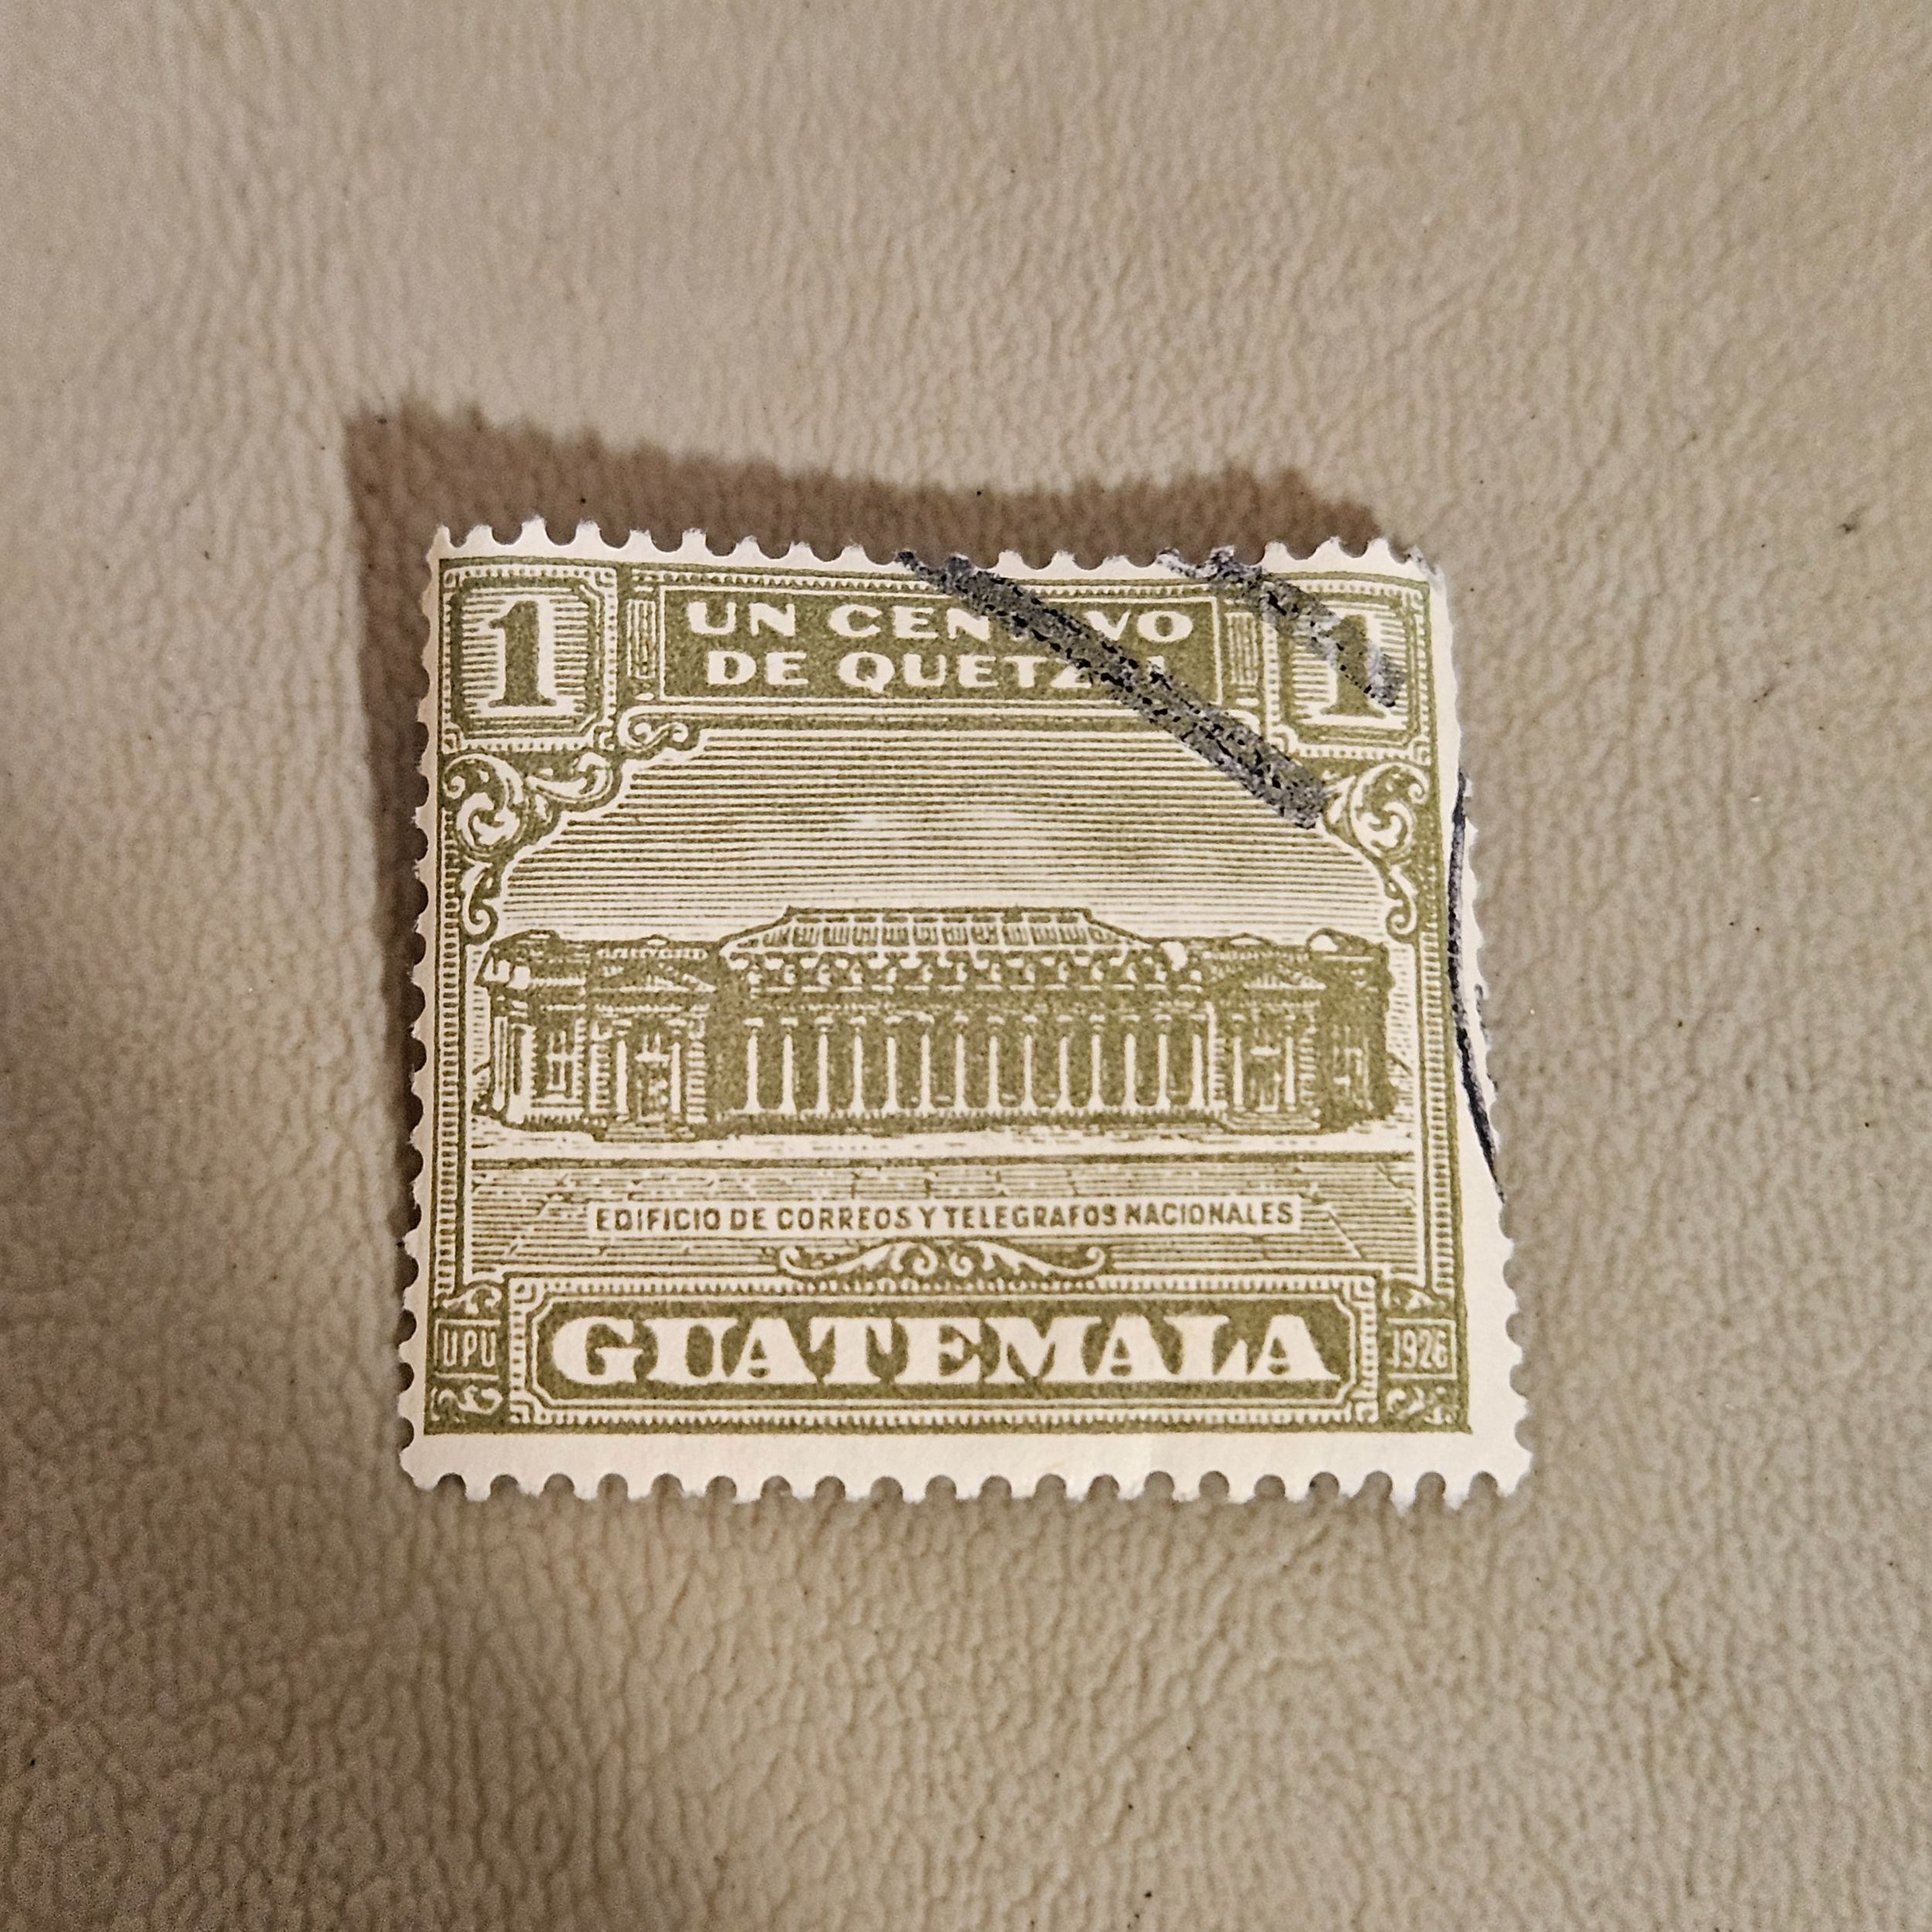 1 UN CENTAVO 1
DE QUETZAL
EDIFICIO DE CORREOS Y TELEGRAFOS NACIONALES
UPU GUATEMALA 1926